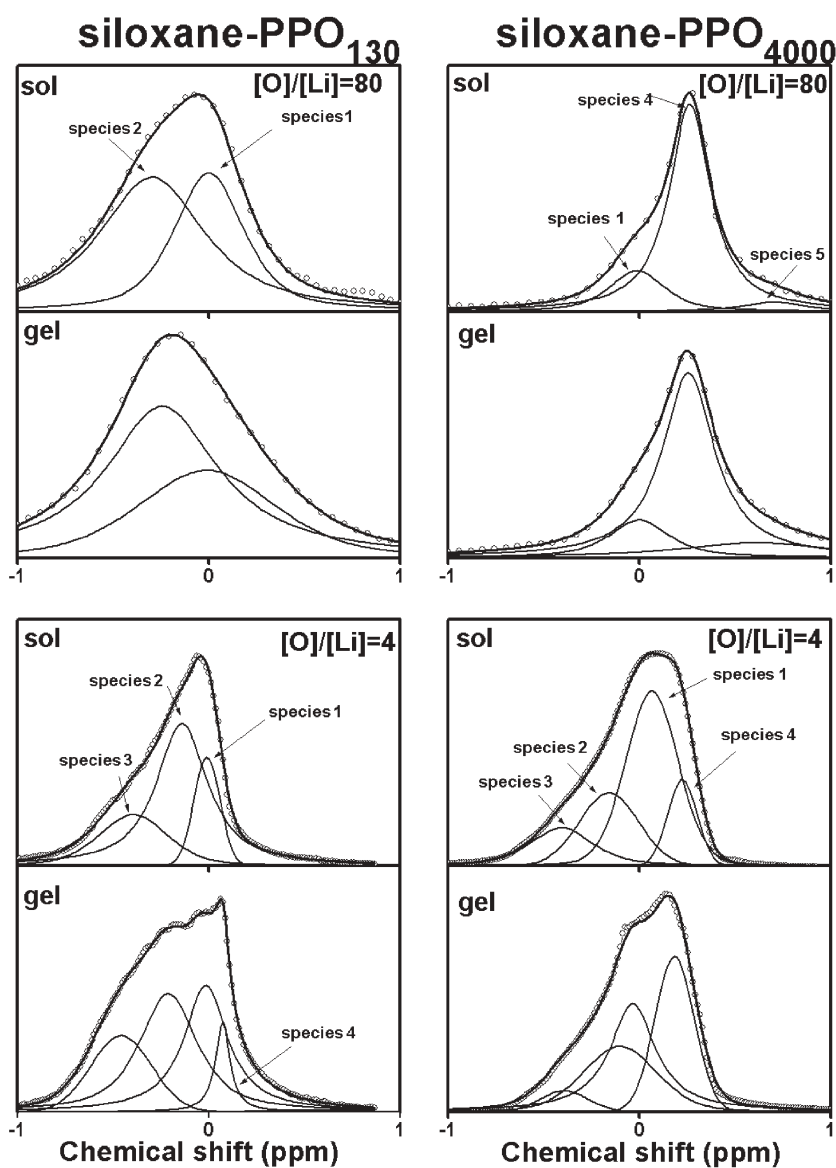 siloxane-PPO130
siloxane-PPO4000
sol
[O]/[Li]=80
species 2
species1
gel
-1
0
1
sol
[O]/[Li]=80
species 4
species 1
species 5
gel
-1
0
1
sol
[O]/[Li]=4
species 2
species 1
species 3
gel
species 4
-1
0
1
Chemical shift (ppm)
sol
[O]/[Li]=4
species 1
species 2
species 4
species 3
gel
-1
0
1
Chemical shift (ppm)